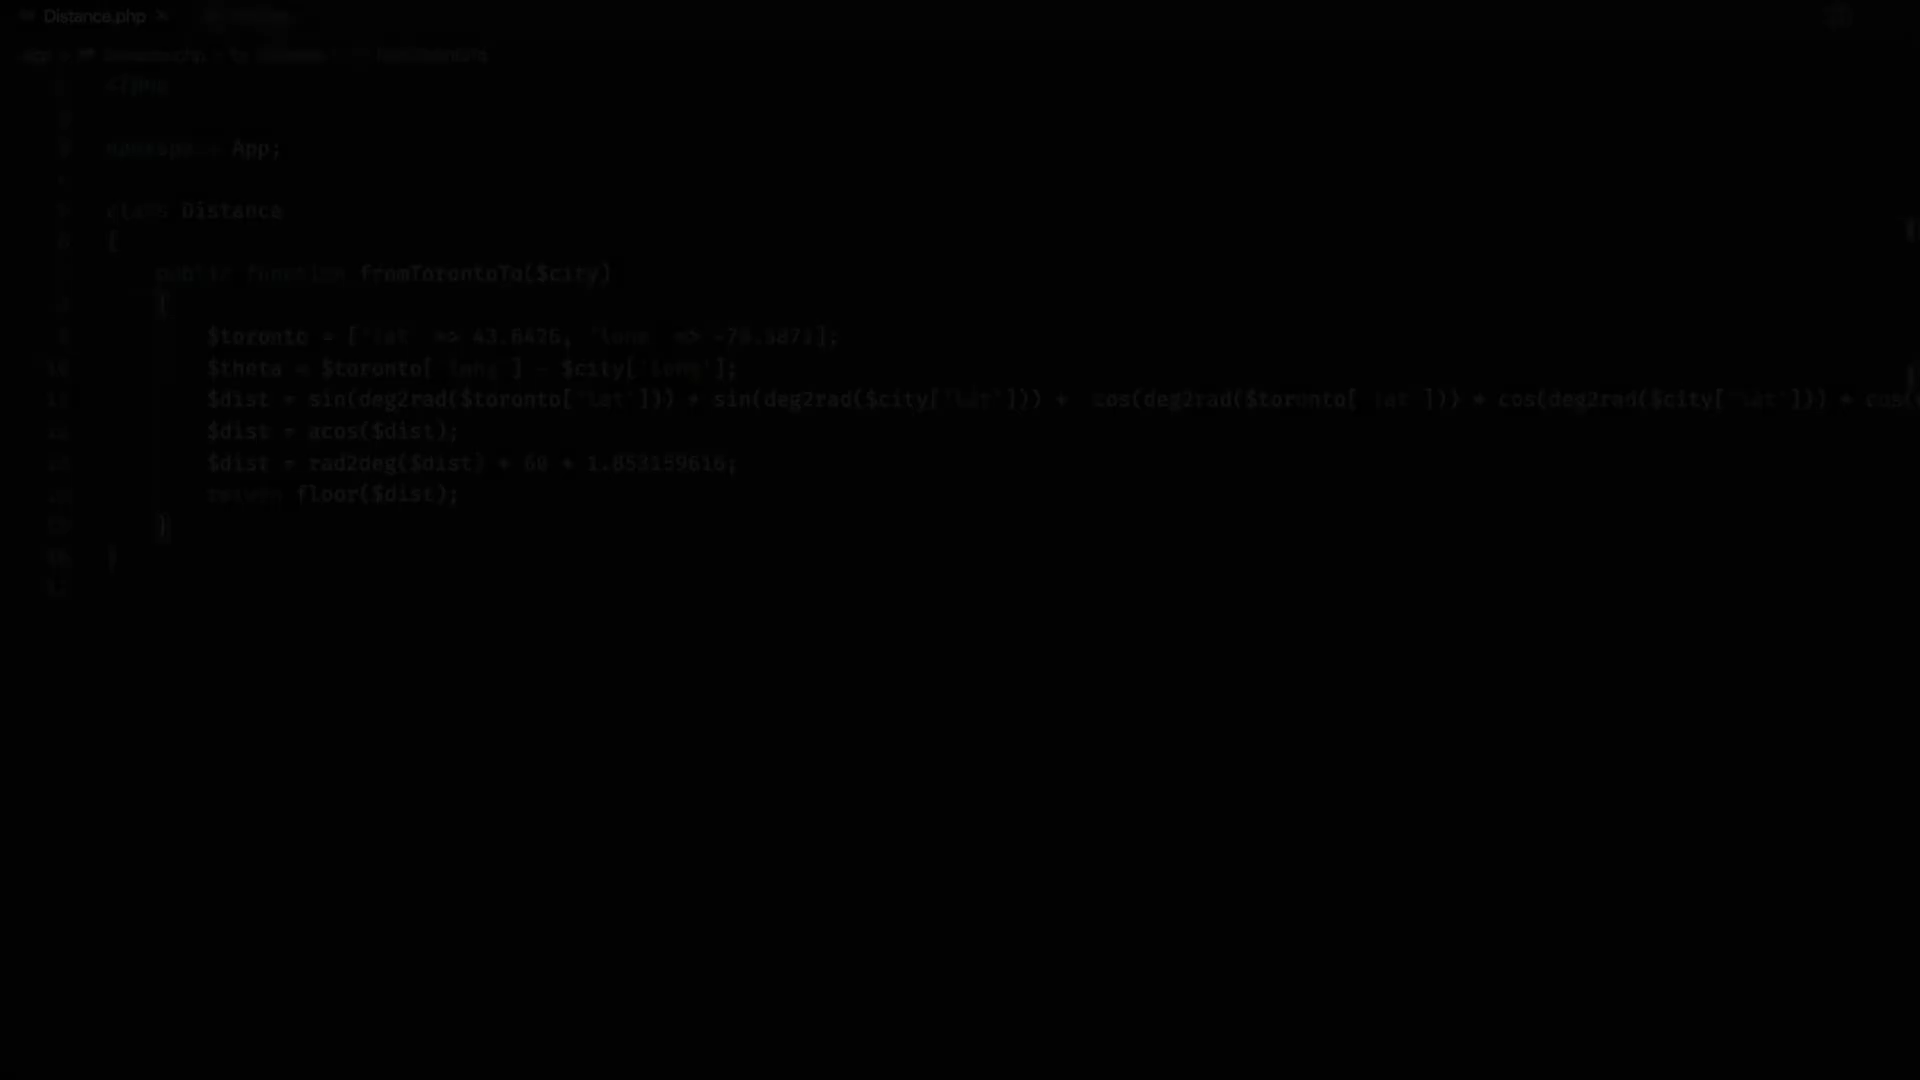 Distance.php
<?php
namespace App;
class Distance
{
public function fromTorontoTo($city)
{
$toronto = ['lat' => 43.6426, 'long' => -79.3871];
$theta = $toronto['long'] - $city['long'];
$dist = sin(deg2rad($toronto['lat'])) * sin(deg2rad($city['lat'])) + cos(deg2rad($toronto['lat'])) * cos(deg2rad($city['lat'])) * cos(
$dist = acos($dist);
$dist = rad2deg($dist) * 60 * 1.853159616;
return floor($dist);
}
}